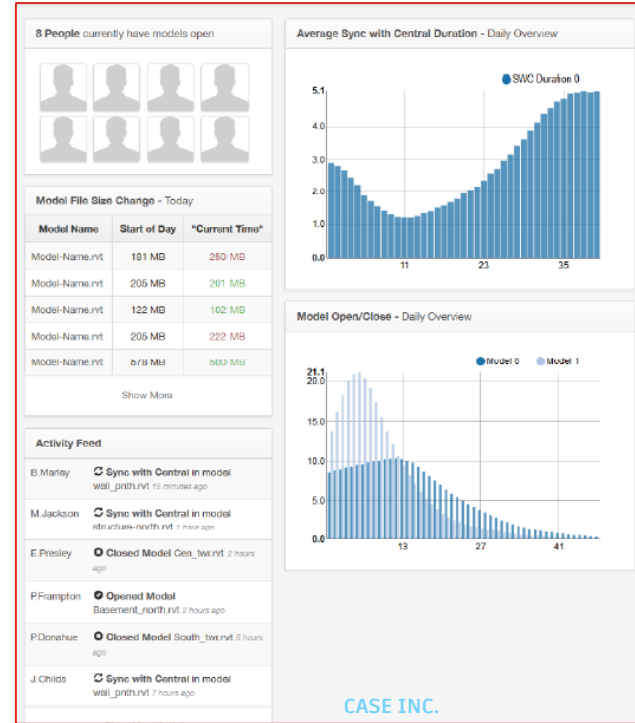 8 People currently have models open
Model File Size Change - Today
Model Name Start of Day "Current Time"
Model-Name.rvt 181 MB 250 MB
Model-Name.rvt 205 MB 201 MB
Model-Name.rvt 122 MB 102 MB
Model-Name.rvt 205 MB 222 MB
Model-Name.rvt 578 MB 500 MB
Show More
Activity Feed
B.Marley Sync with Central in model
wall_pnth.rvt 15 minutes ago
M.Jackson Sync with Central in model
structure-north.rvt 1 hour ago
E.Presley Closed Model Cen_twr.rvt 2 hours
ago
P.Frampton Opened Model
Basement_north.rvt 2 hours ago
P.Donahue Closed Model South_twr.rvt 5 hours
ago
J.Childs Sync with Central in model
wall_pnth.rvt 7 hours ago
Average Sync with Central Duration - Daily Overview
SWC Duration 0
5.1
4.0
3.0
2.0
1.0
0.0
11 23 35
Model Open/Close - Daily Overview
Model 0 Model 1
21.1
20.0
15.0
10.0
5.0
0.0
13 27 41
CASE INC.